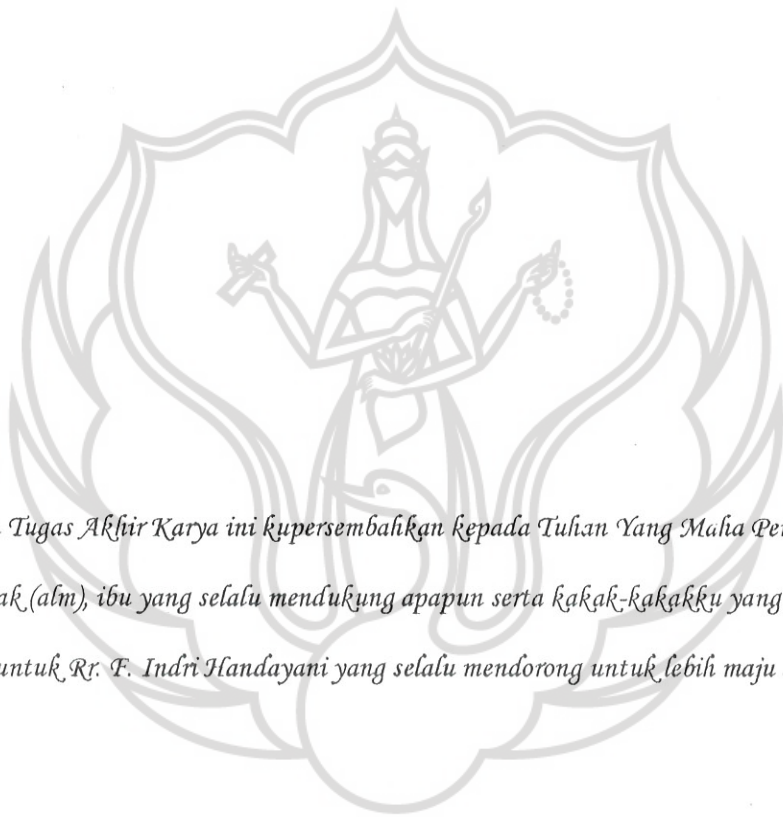 Tugas Akhir Karya ini kupersembahkan kepada Tuhan Yang Maha
ak (alm), ibu yang selalu mendukung apapun serta kakak-kakakku yang
untuk Rr. F. Indri Handayani yang selalu mendorong untuk lebih maju